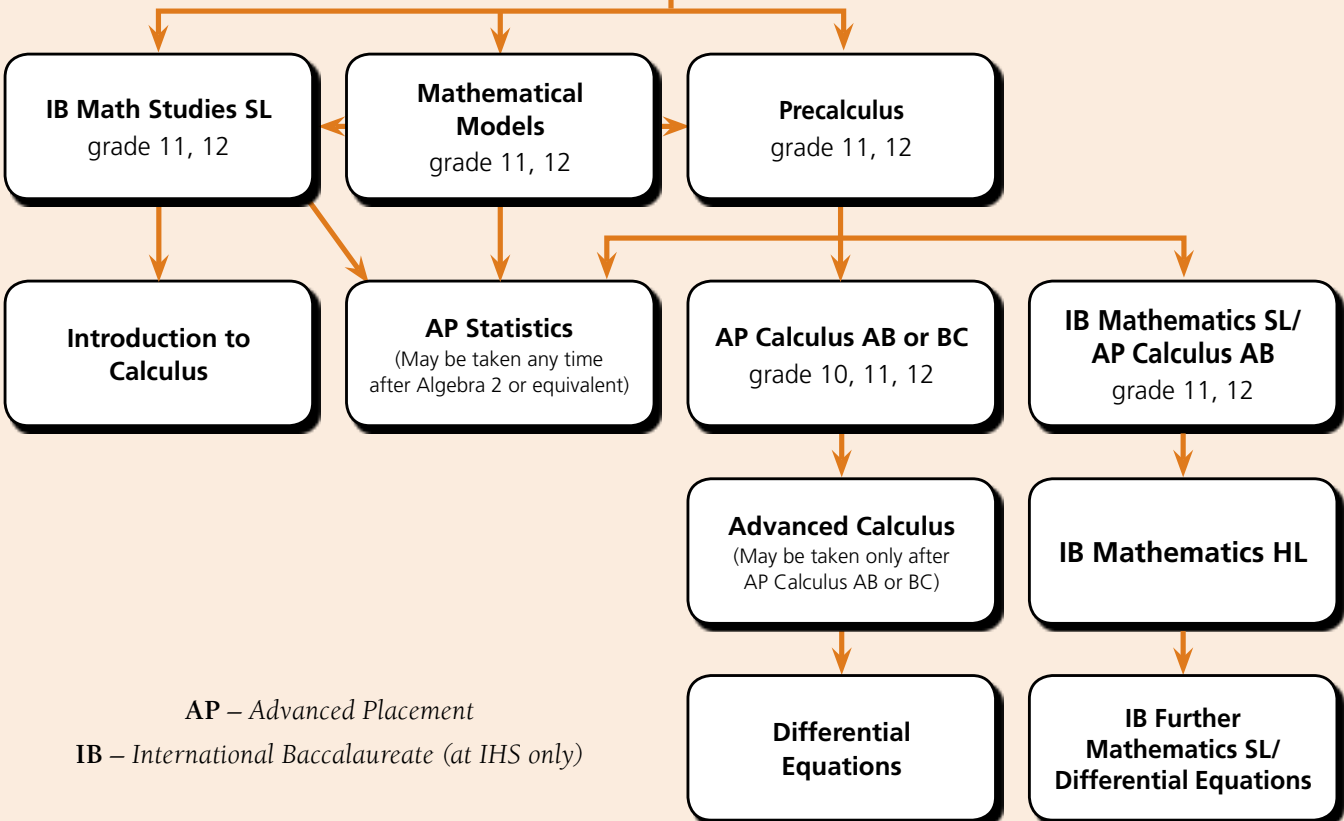 IB Math Studies SL
grade 11, 12
Mathematical
Models
grade 11, 12
Precalculus
grade 11, 12
Introduction to
Calculus
AP Statistics
(May be taken any time
after Algebra 2 or equivalent)
AP Calculus AB or BC
grade 10, 11, 12
IB Mathematics SL/
AP Calculus AB
grade 11, 12
Advanced Calculus
(May be taken only after
AP Calculus AB or BC)
IB Mathematics HL
AP – Advanced Placement
IB – International Baccalaureate (at IHS only)
Differential
Equations
IB Further
Mathematics SL/
Differential Equations